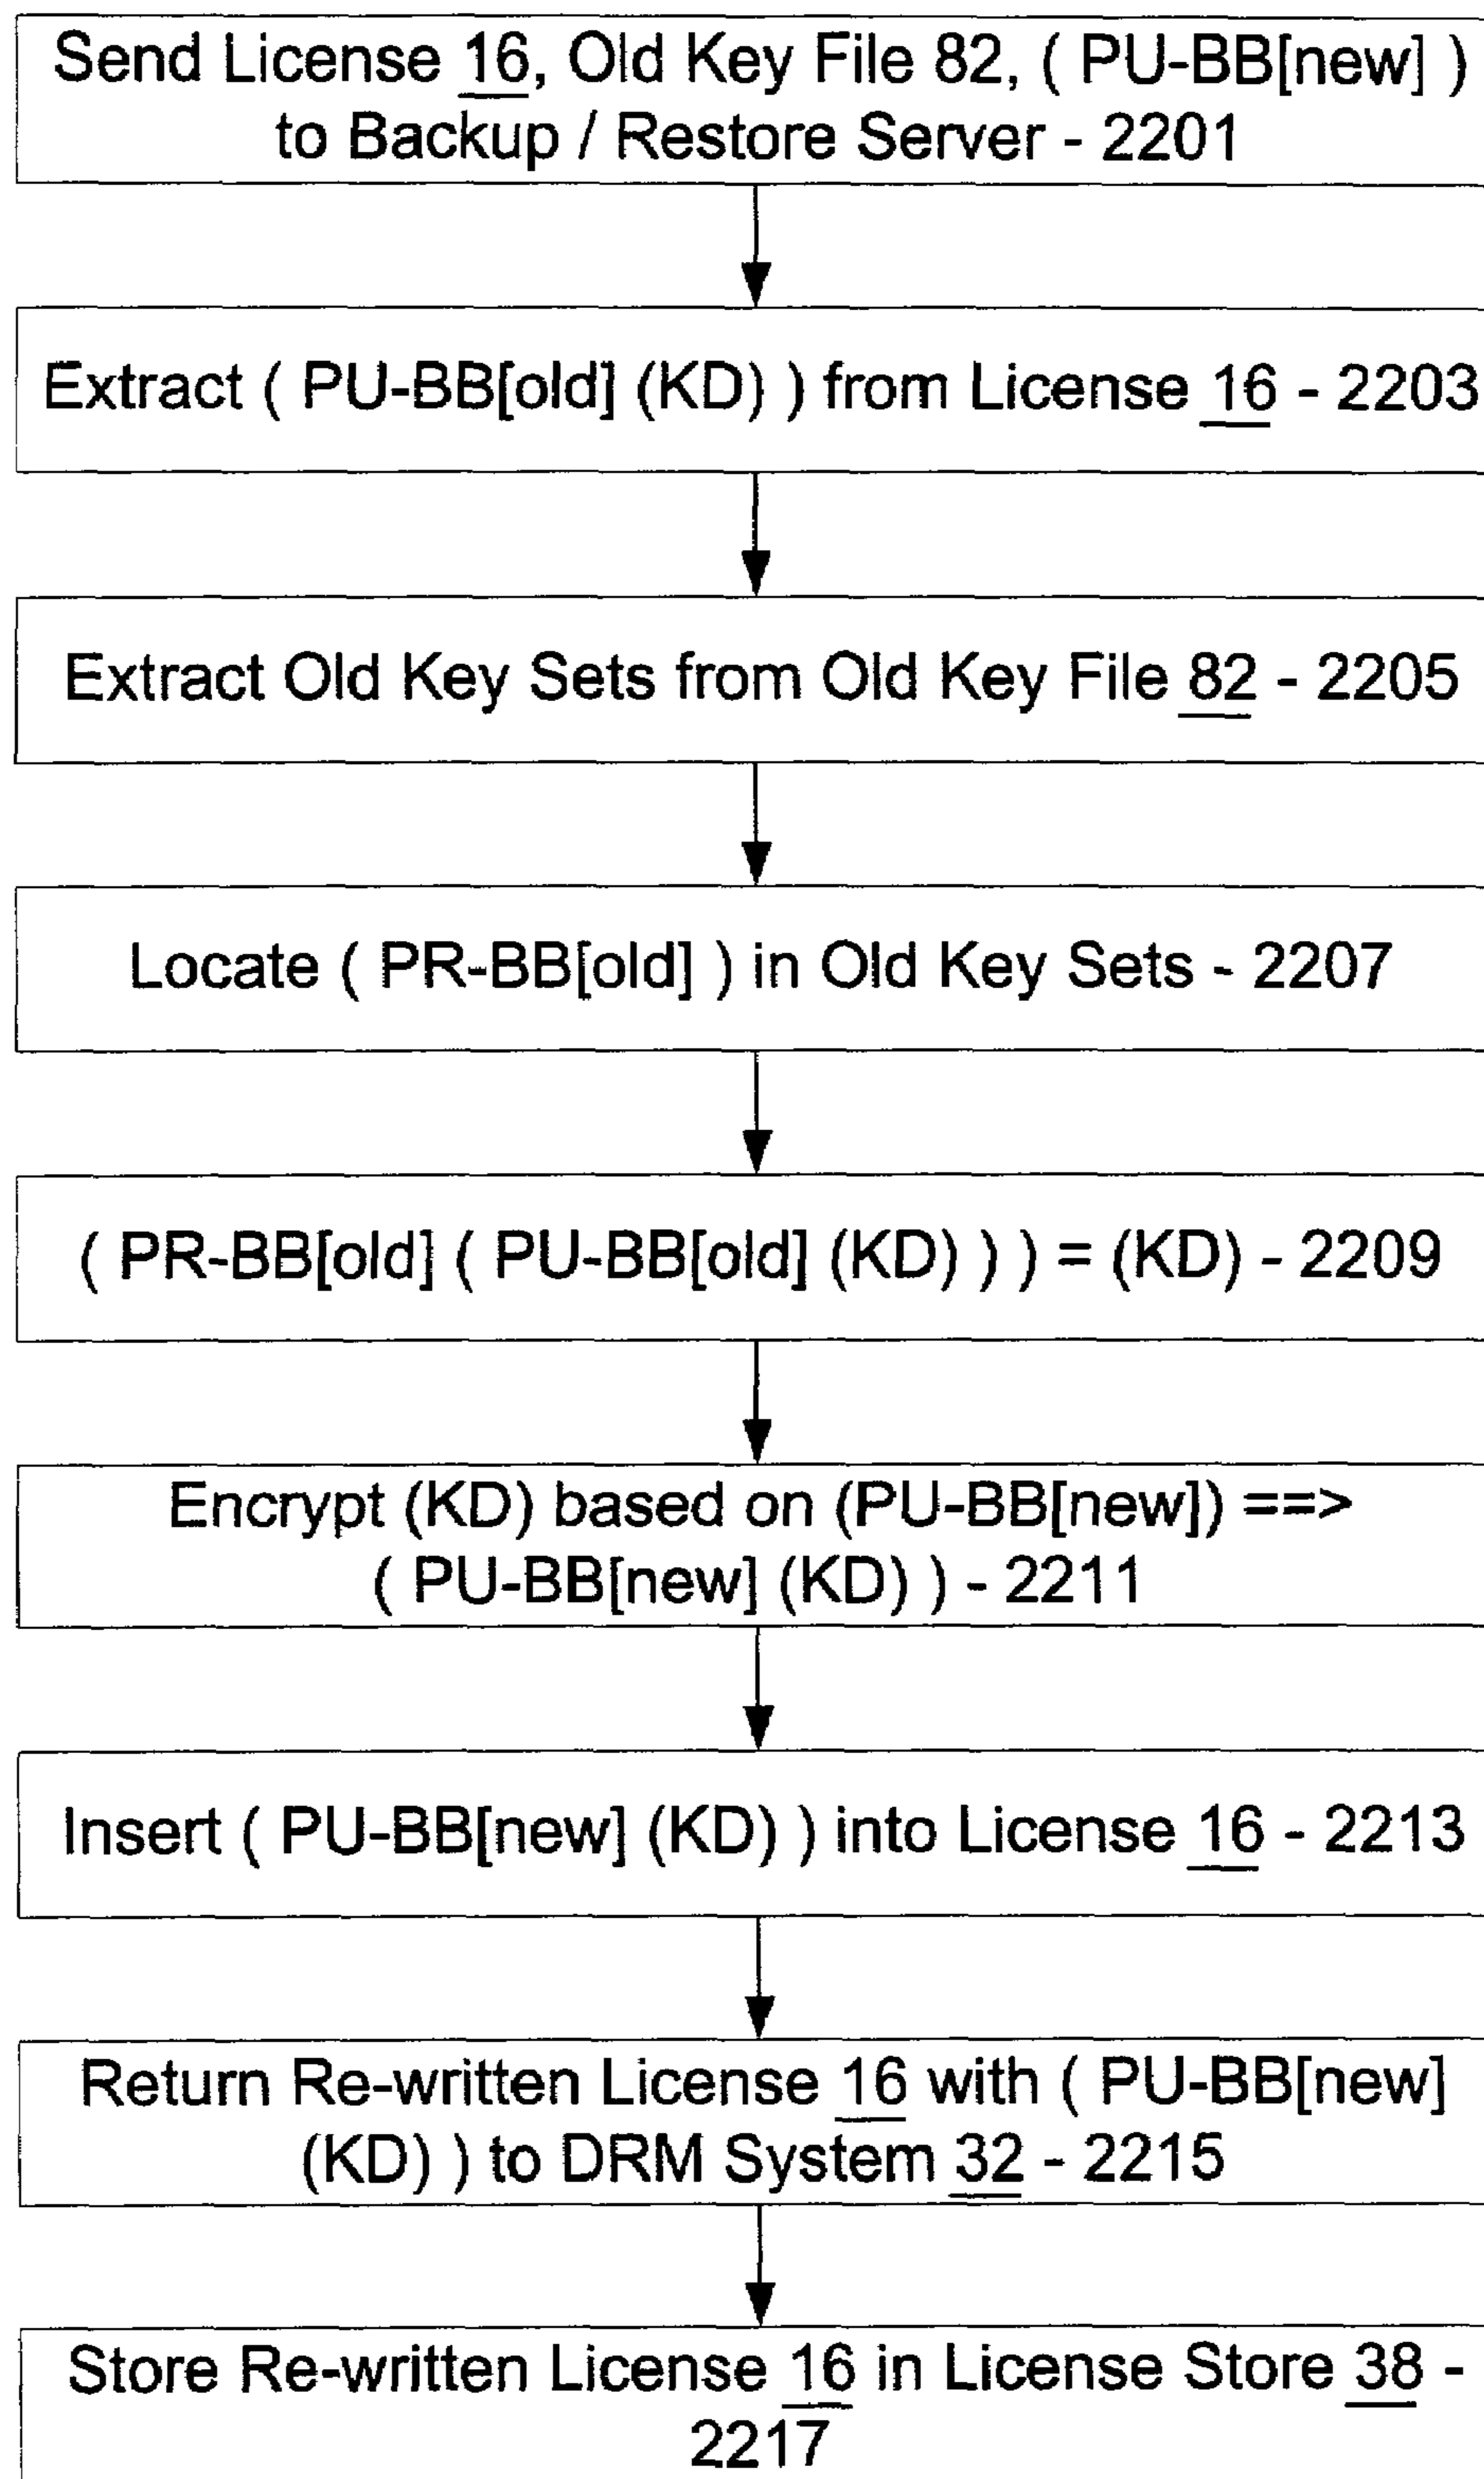 Send License 16, Old Key File 82, ( PU-BB[new] )
to Backup / Restore Server - 2201
Extract ( PU-BB[old] (KD) ) from License 16 - 2203
Extract Old Key Sets from Old Key File 82 - 2205
Locate ( PR-BB[old] ) in Old Key Sets - 2207
( PR-BB[old] ( PU-BB[old] (KD) ) ) = (KD) - 2209
Encrypt (KD) based on (PU-BB[new]) ==>
( PU-BB[new] (KD) ) - 2211
Insert ( PU-BB[new] (KD) ) into License 16 - 2213
Return Re-written License 16 with ( PU-BB[new]
(KD) ) to DRM System 32 - 2215
Store Re-written License 16 in License Store 38 -
2217